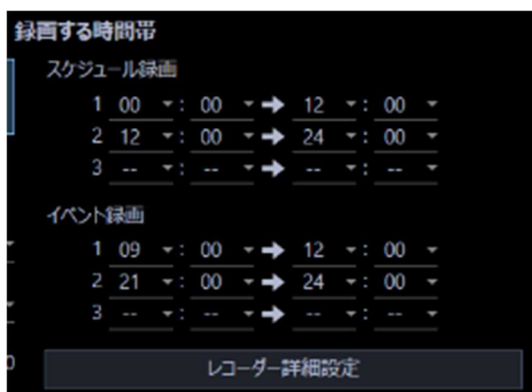 録画する時間帯
スケジュール録画
1 00 : 00 → 12 : 00
2 12 : 00 → 24 : 00
3 -- : -- → -- : --
イベント録画
1 09 : 00 → 12 : 00
2 21 : 00 → 24 : 00
3 -- : -- → -- : --
レコーダー詳細設定